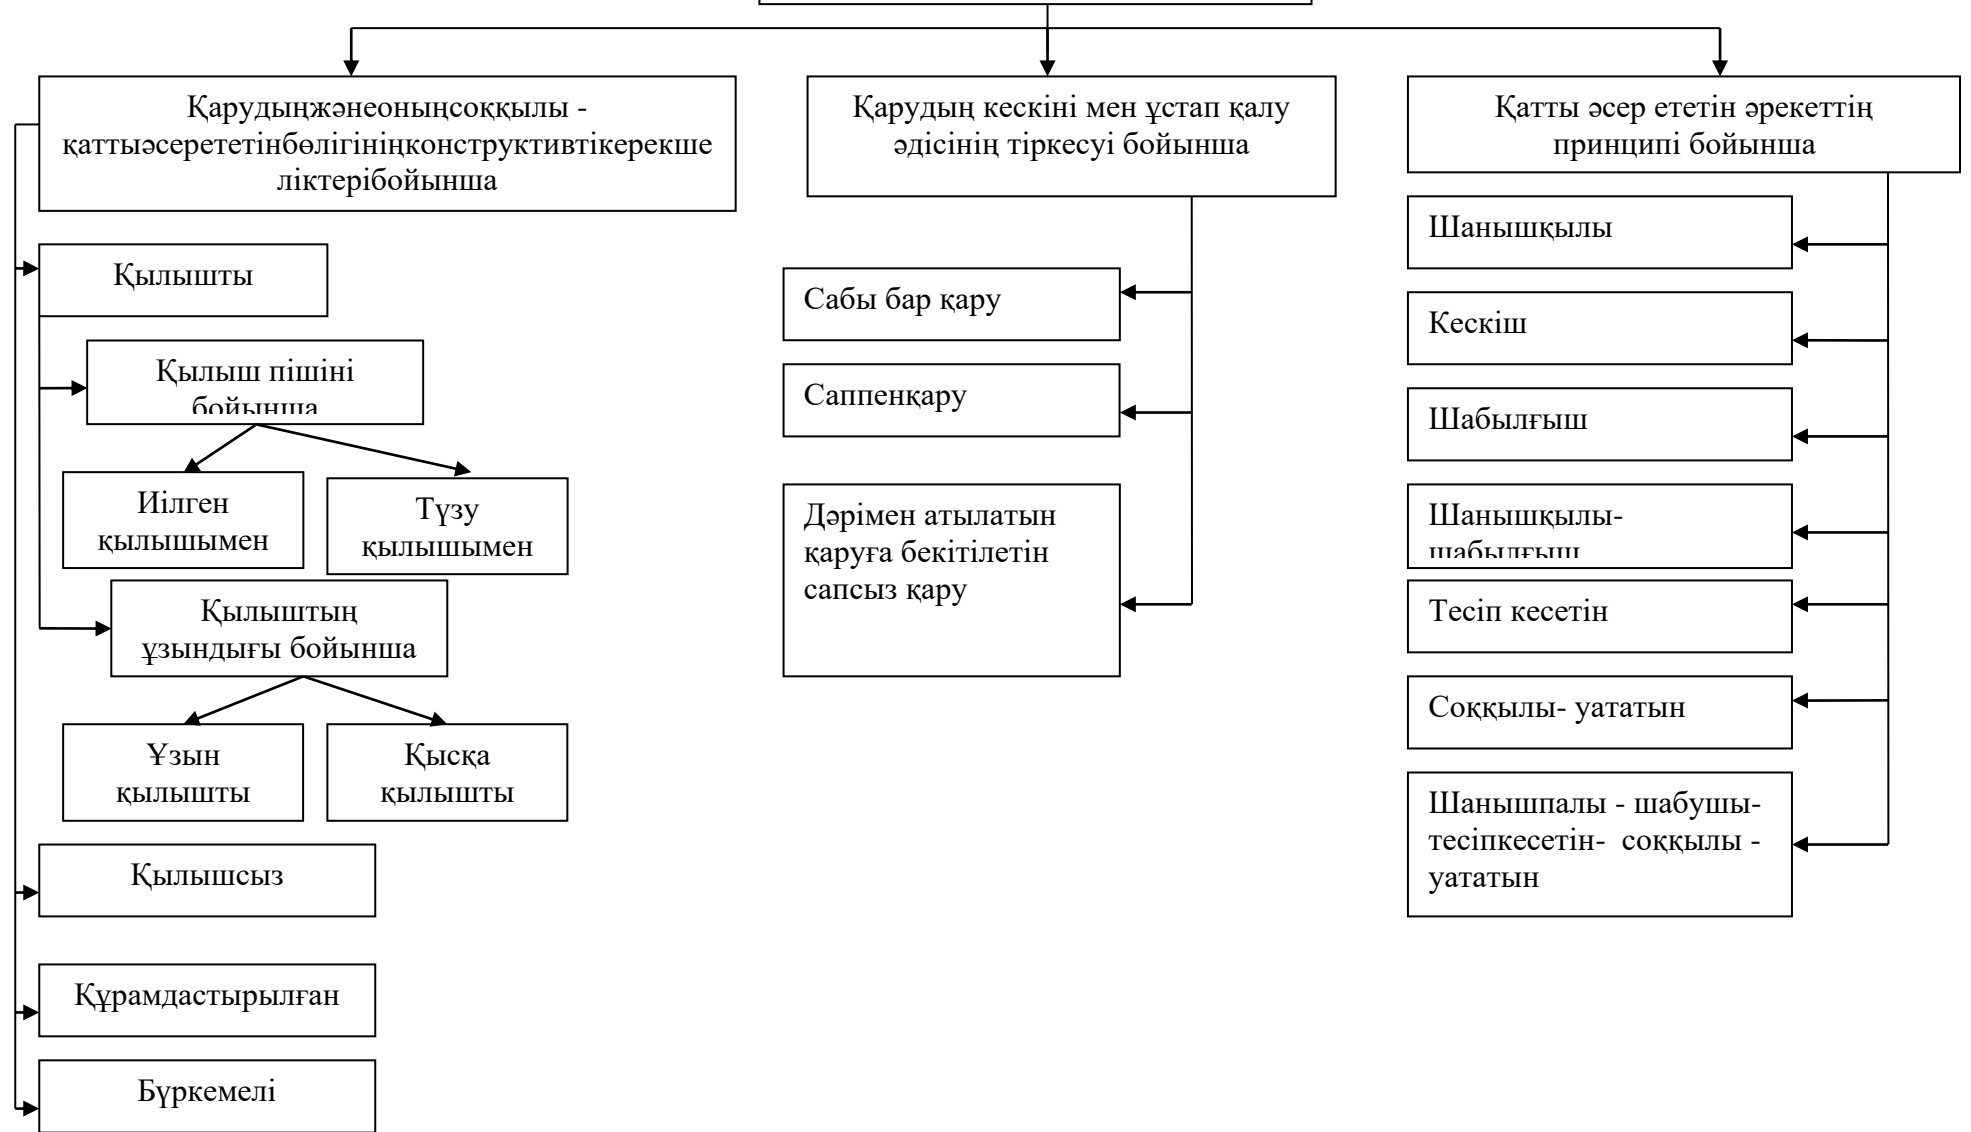 Қарудыңжәнеоныңсоққылы -
қаттыәсерететінбөлігініңконструктивтікерекше
ліктерібойынша
Қылышты
Қылыш пішіні
бойынша
Иілген
қылышымен
Түзу
қылышымен
Қылыштың
ұзындығы бойынша
Ұзын
қылышты
Қысқа
қылышты
Қылышсыз
Құрамдастырылған
Бүркемелі
Қарудың кескіні мен ұстап қалу
әдісінің тіркесуі бойынша
Сабы бар қару
Саппенқару
Дәрімен атылатын
қаруға бекітілетін
сапсыз қару
Қатты әсер ететін әрекеттің
принципі бойынша
Шанышқылы
Кескіш
Шабылғыш
Шанышқылы-
шабылғыш
Тесіп кесетін
Соққылы- уататын
Шанышпалы - шабушы-
тесіпкесетін-  соққылы -
уататын